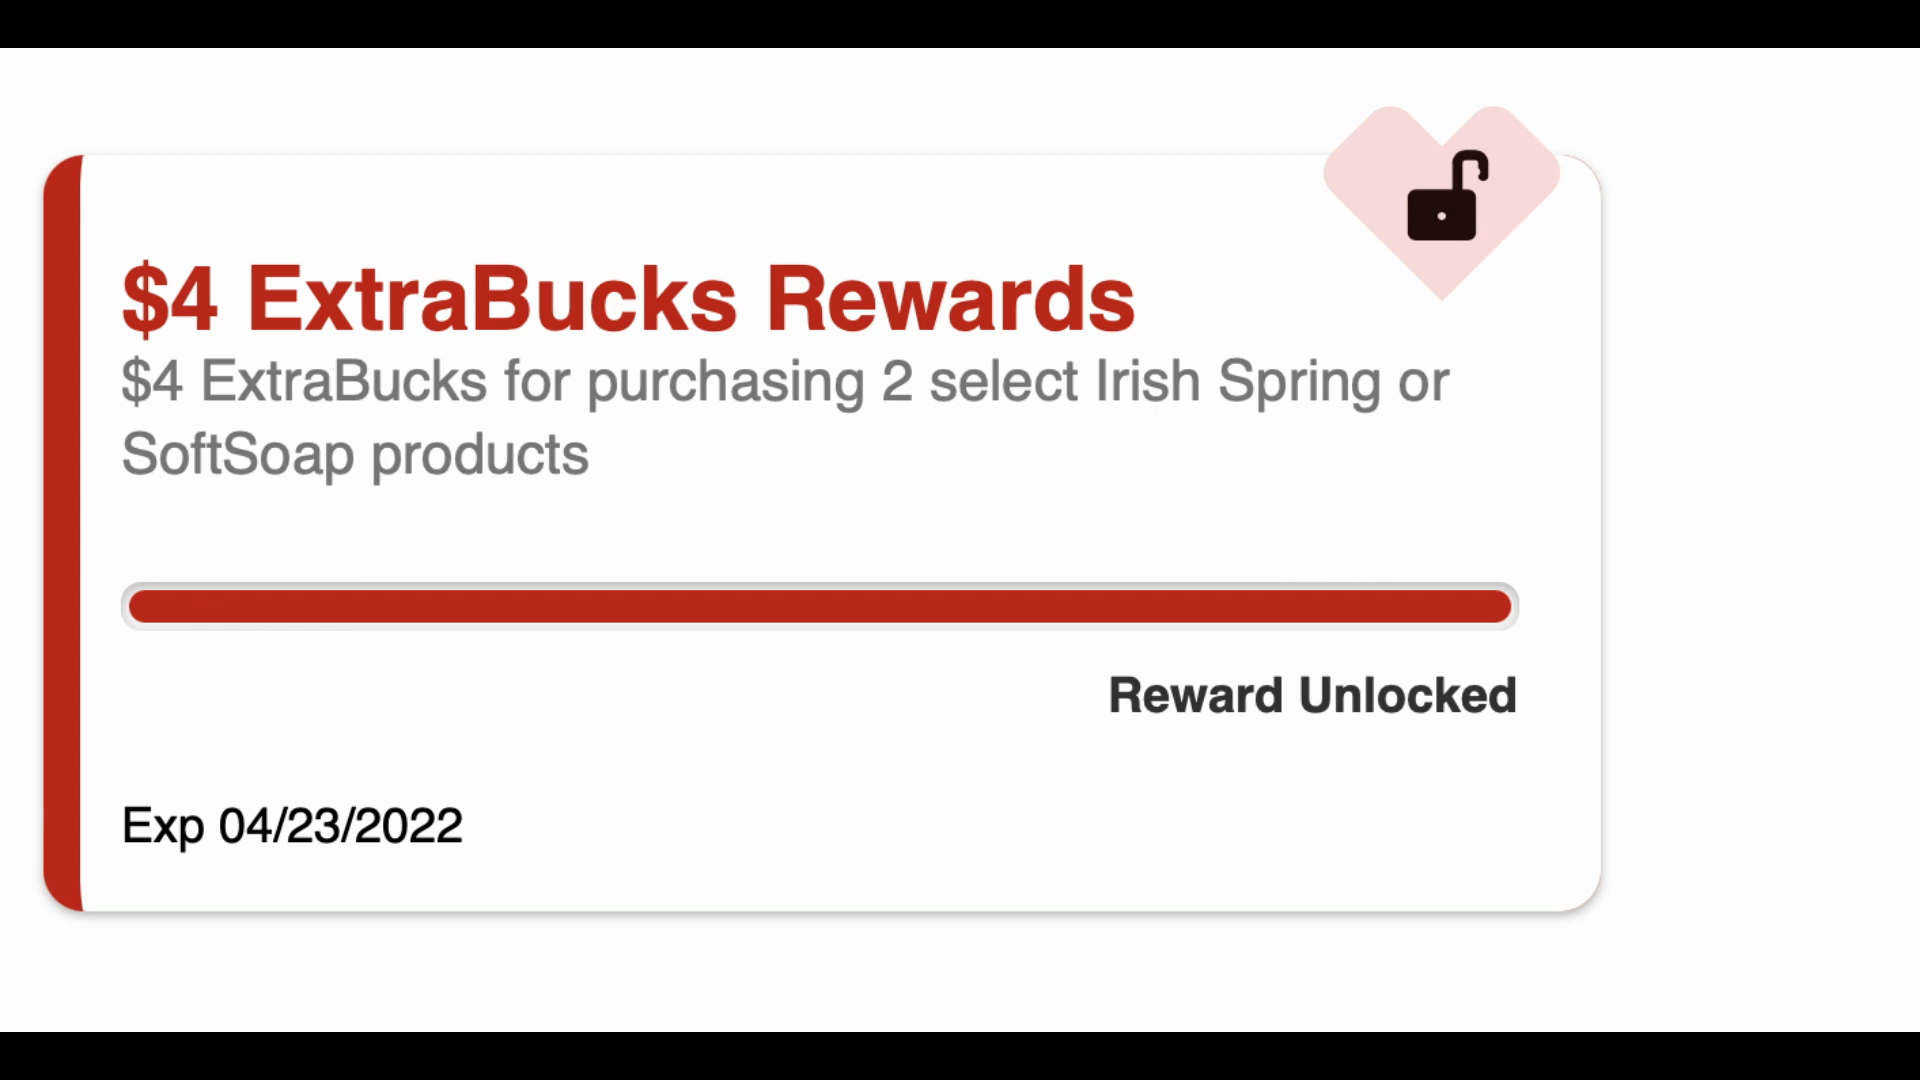 $4 ExtraBucks Rewards
$4 ExtraBucks for purchasing 2 select Irish Spring or
SoftSoap products
Reward Unlocked
Exp 04/23/2022